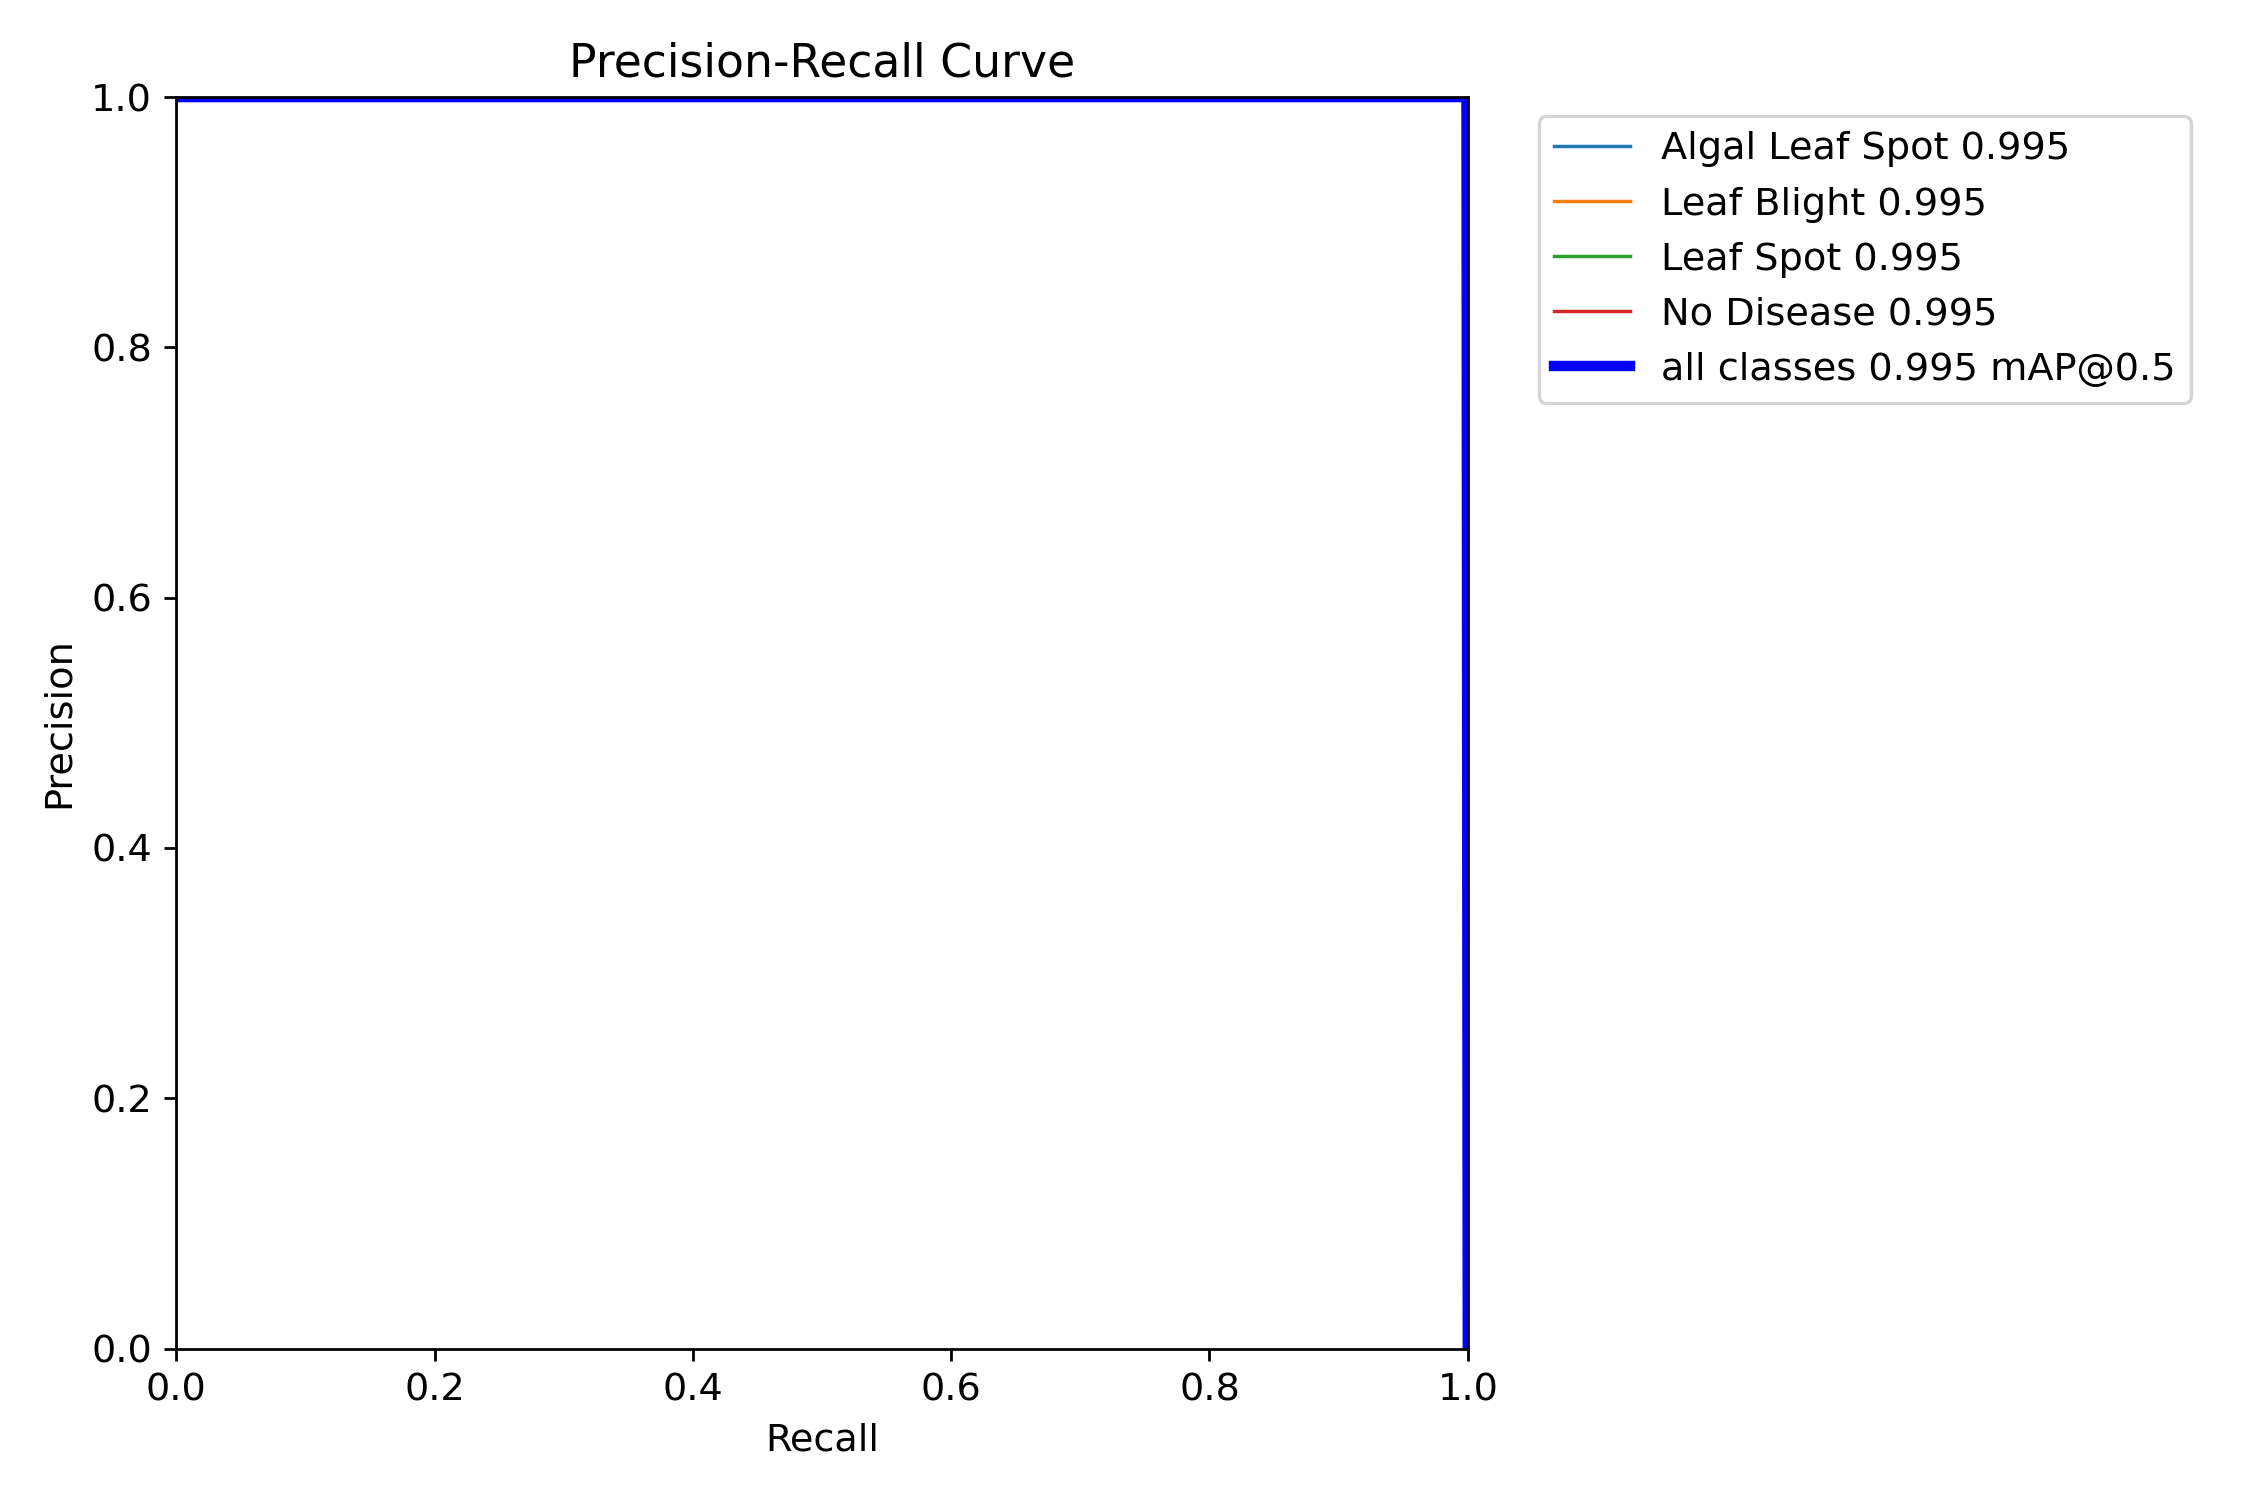 Precision-Recall Curve
1.0
0.8
0.6
0.4
0.2
0.0
Precision
0.0 0.2 0.4 0.6 0.8 1.0
Recall
Algal Leaf Spot 0.995
Leaf Blight 0.995
Leaf Spot 0.995
No Disease 0.995
all classes 0.995 mAP@0.5